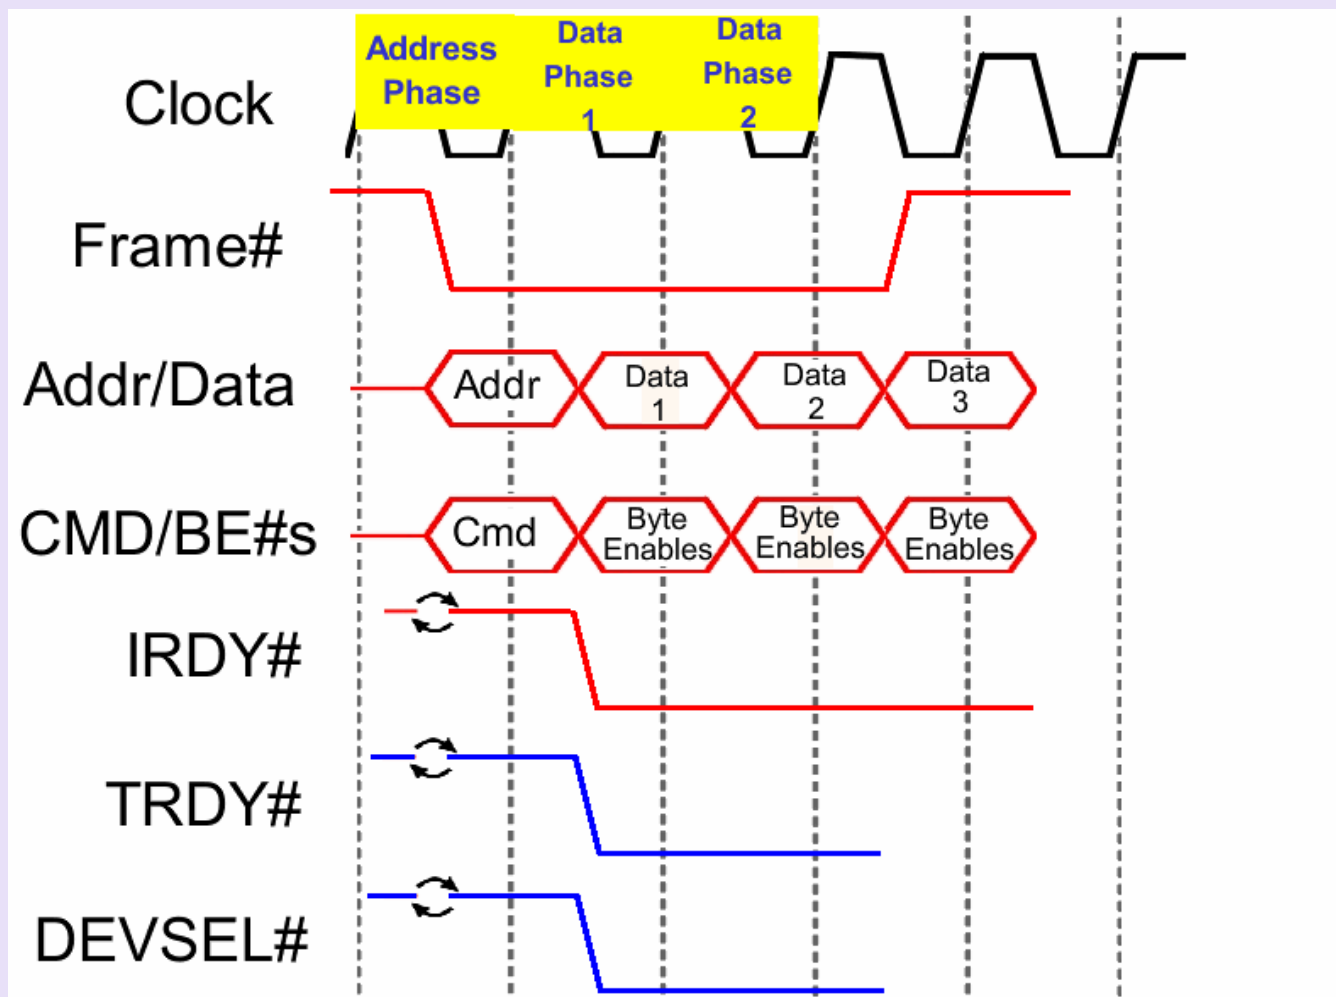 Address
Phase
Data
Phase
1
Data
Phase
2
Clock
Frame#
Addr/Data
Addr
Data
1
Data
2
Data
3
CMD/BE#s
Cmd
Byte
Enables
Byte
Enables
Byte
Enables
IRDY#
TRDY#
DEVSEL#